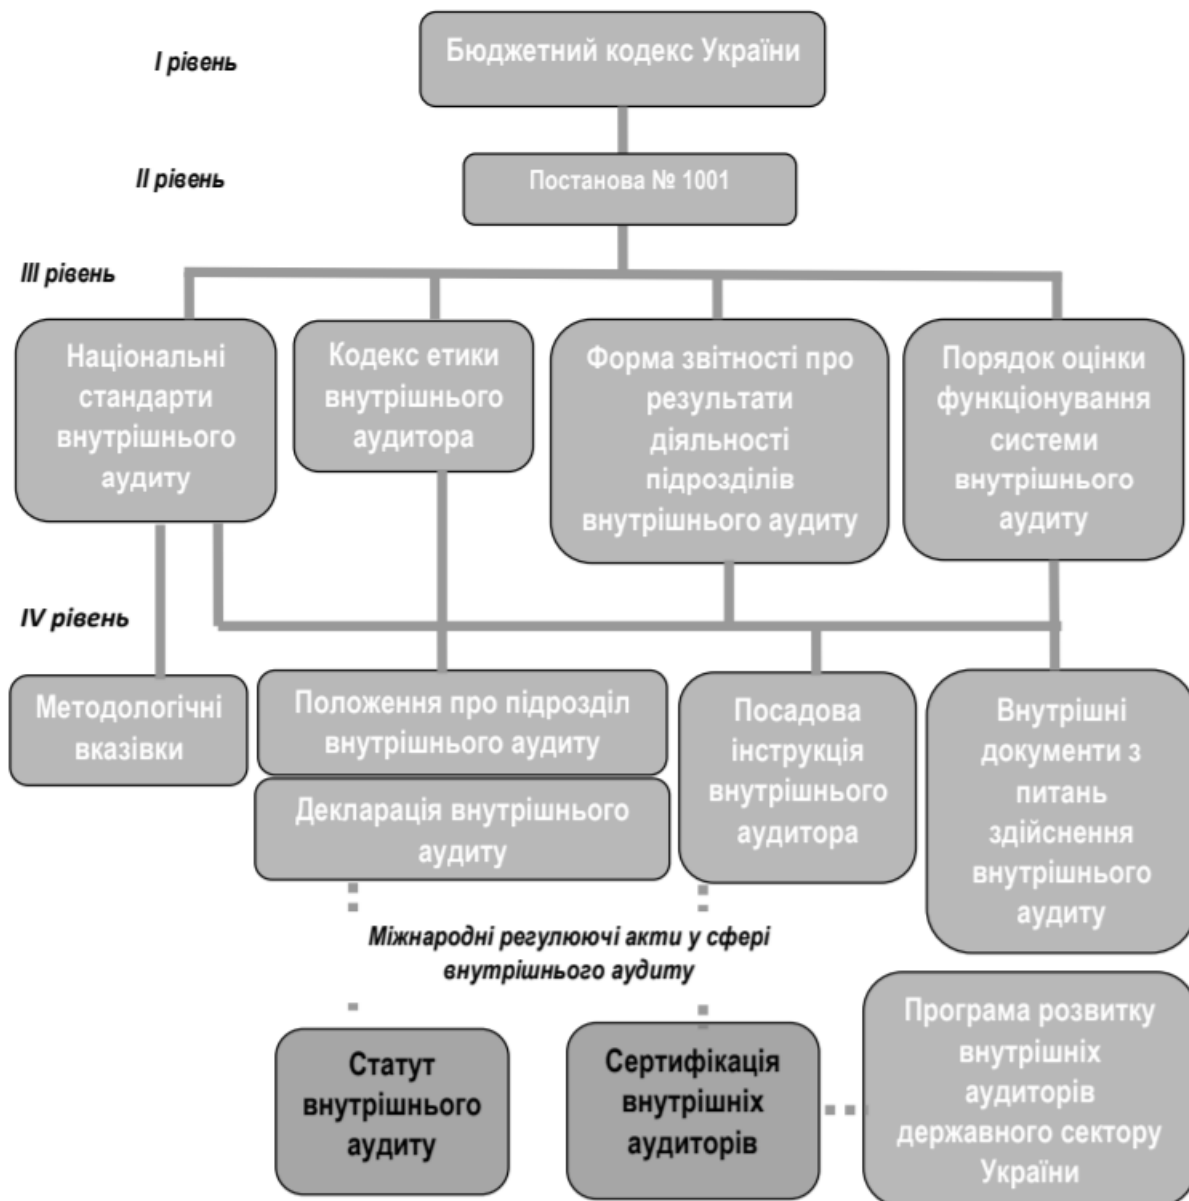 І рівень
Бюджетний кодекс України
ІІ рівень
Постанова № 1001
ІІІ рівень
Національні
стандарти
внутрішнього
аудиту
Кодекс етики
внутрішнього
аудитора
Форма звітності про
результати
діяльності
підрозділів
внутрішнього аудиту
Порядок оцінки
функціонування
системи
внутрішнього
аудиту
IV рівень
Методологічні
вказівки
Положення про підрозділ
внутрішнього аудиту
Декларація внутрішнього
аудиту
Посадова
інструкція
внутрішнього
аудитора
Внутрішні
документи з
питань
здійснення
внутрішнього
аудиту
Міжнародні регулюючі акти у сфері
внутрішнього аудиту
Статут
внутрішнього
аудиту
Сертифікація
внутрішніх
аудиторів
Програма розвитку
внутрішніх
аудиторів
державного сектору
України